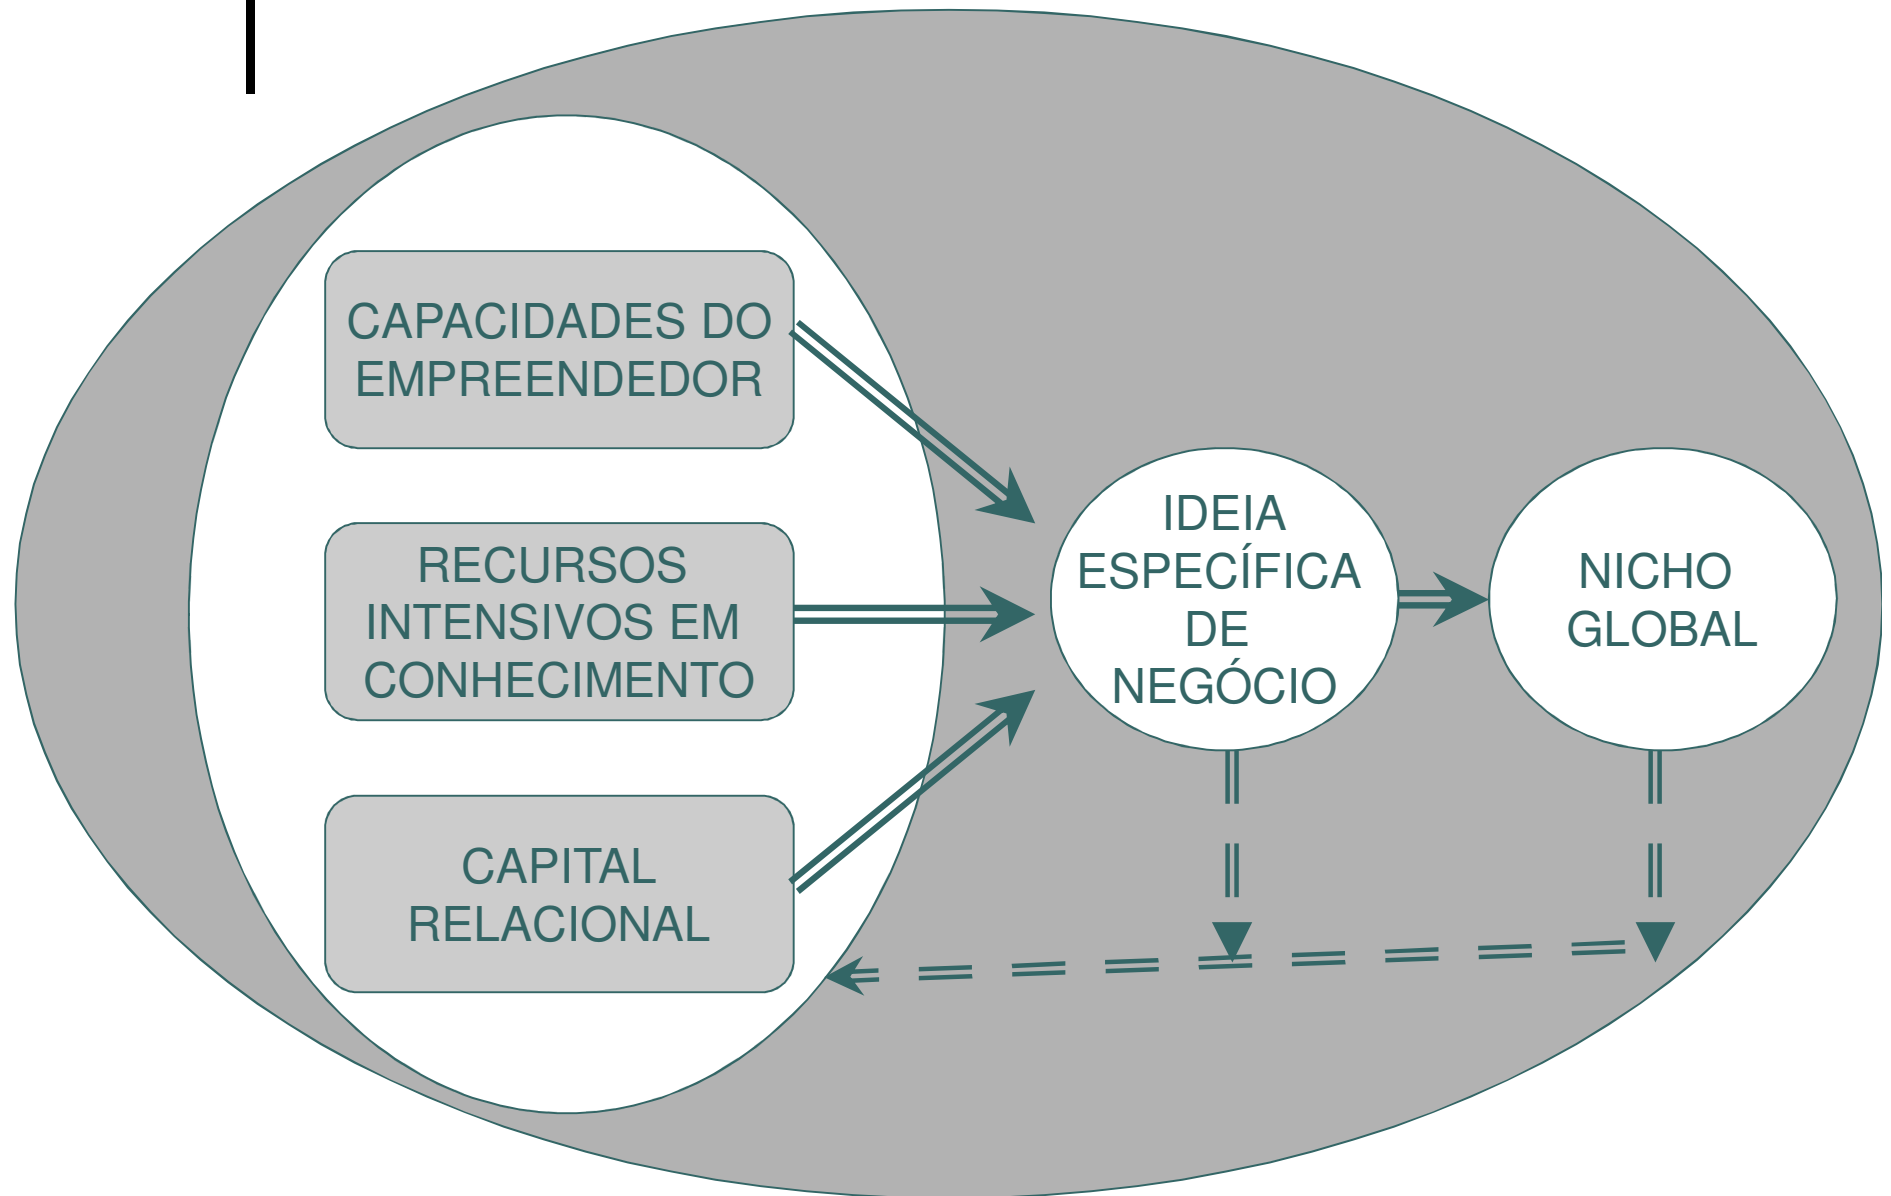 CAPACIDADES DO
EMPREENDEDOR
RECURSOS
INTENSIVOS EM
CONHECIMENTO
CAPITAL
RELACIONAL
IDEIA
ESPECÍFICA
DE
NEGÓCIO
NICHO
GLOBAL